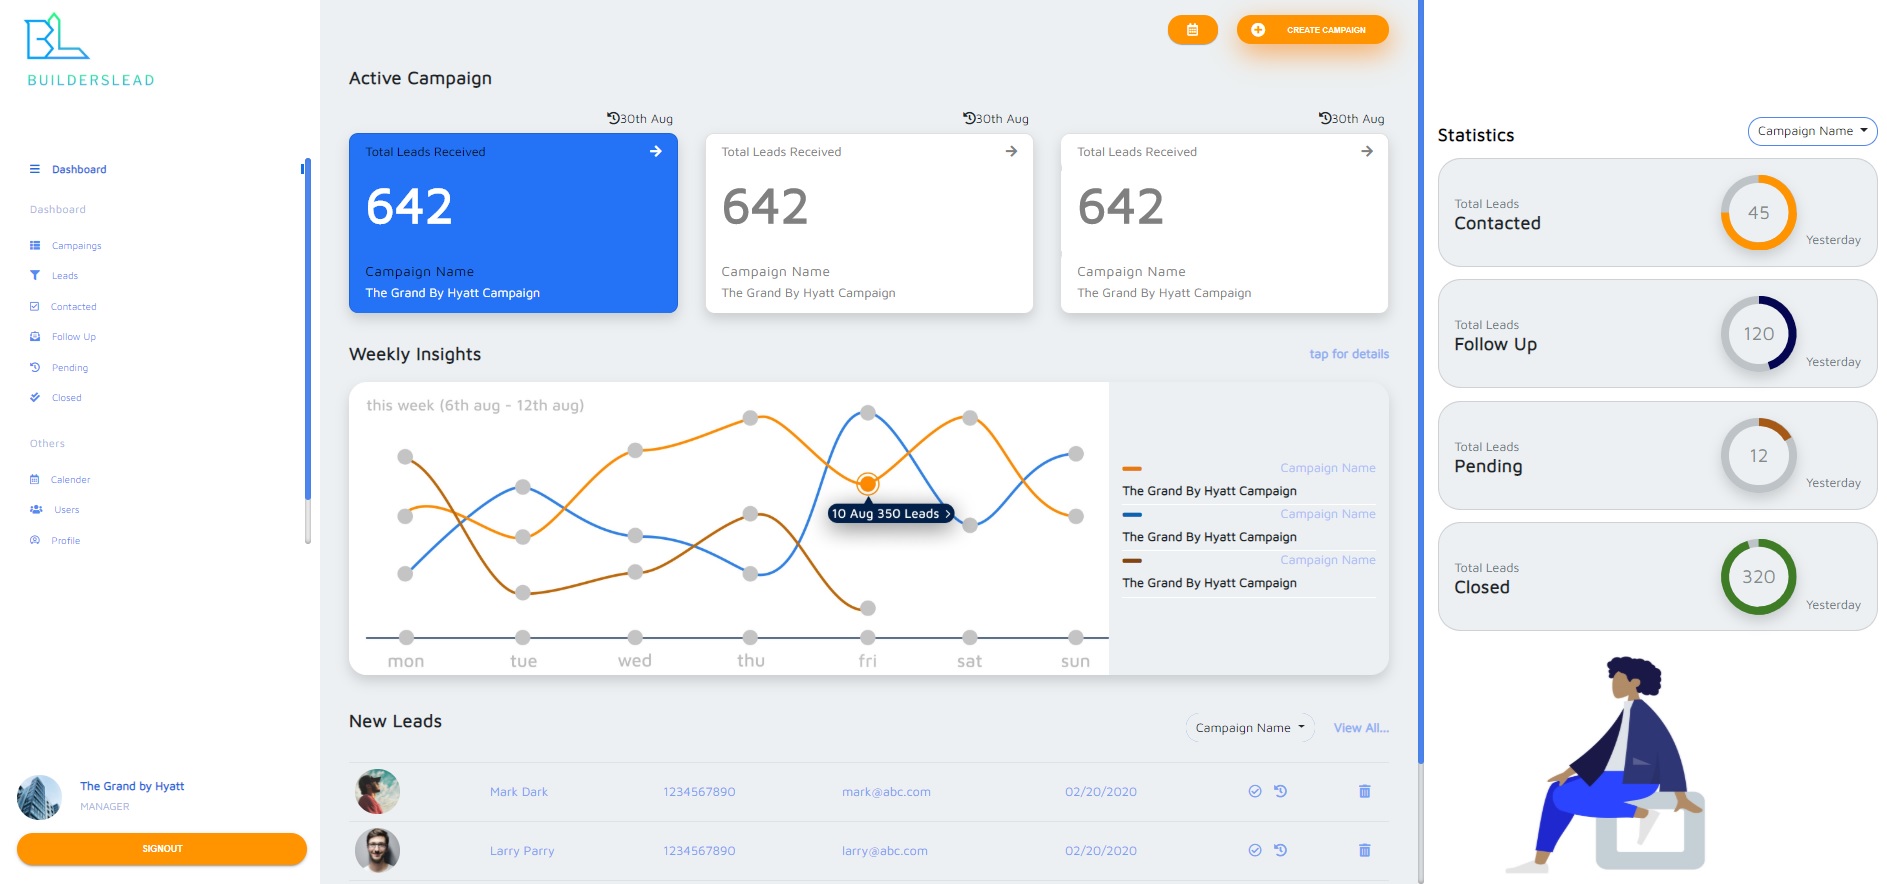 BUILDERSLEAD
Dashboard
Dashboard
Campaings
Leads
Contacted
Follow Up
Pending
Closed
Others
Calender
Users
Profile
The Grand by Hyatt
MANAGER
SIGNOUT
CREATE CAMPAIGN
Active Campaign
30th Aug
Total Leads Received
642
Campaign Name
The Grand By Hyatt Campaign
30th Aug
Total Leads Received
642
Campaign Name
The Grand By Hyatt Campaign
30th Aug
Total Leads Received
642
Campaign Name
The Grand By Hyatt Campaign
Weekly Insights
tap for details
this week (6th aug - 12th aug)
10 Aug 350 Leads >
mon tue wed thu fri sat sun
Campaign Name
The Grand By Hyatt Campaign
Campaign Name
The Grand By Hyatt Campaign
Campaign Name
The Grand By Hyatt Campaign
New Leads
Campaign Name
View All...
Mark Dark 1234567890 mark@abc.com 02/20/2020
Larry Parry 1234567890 larry@abc.com 02/20/2020
Statistics
Campaign Name
Total Leads
Contacted
45
Yesterday
Total Leads
Follow Up
120
Yesterday
Total Leads
Pending
12
Yesterday
Total Leads
Closed
320
Yesterday